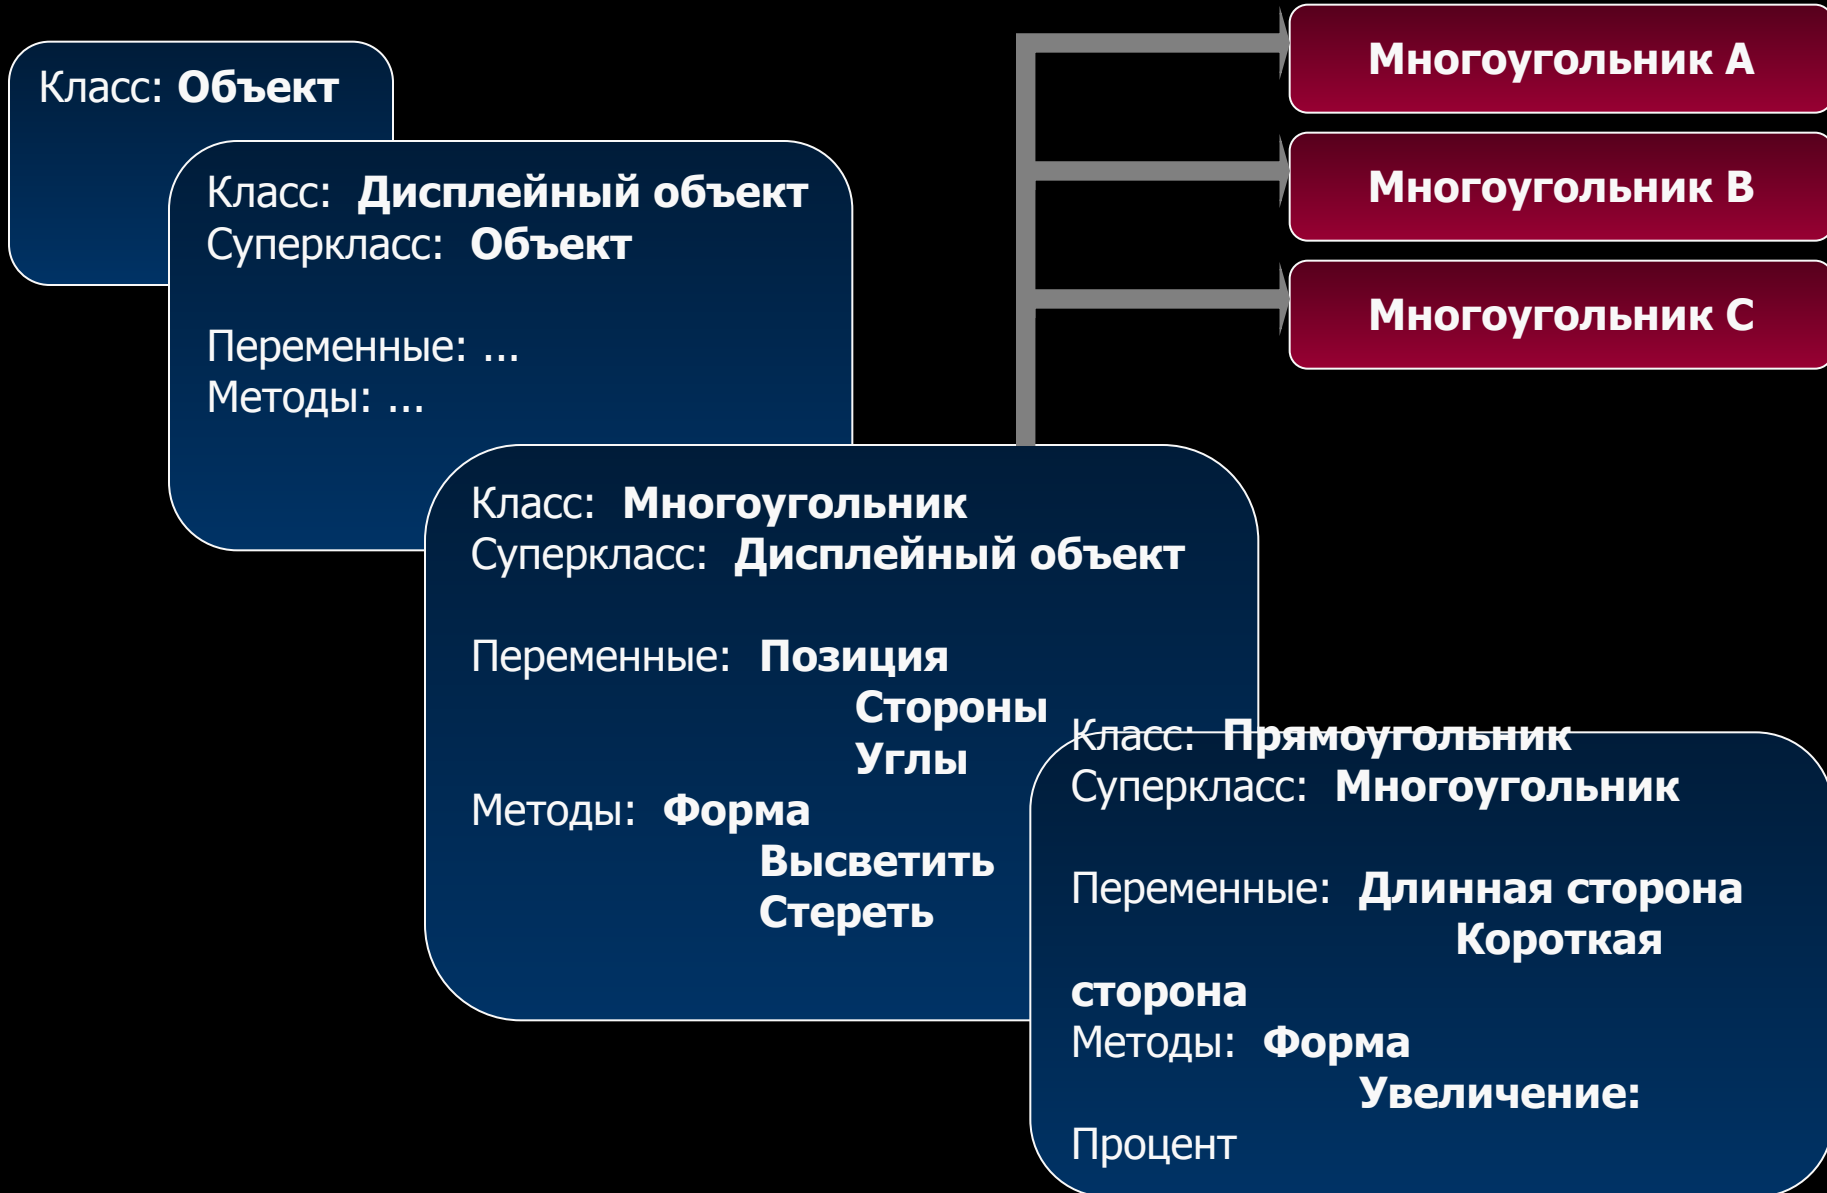 Класс: Объект
Класс: Дисплейный объект
Суперкласс: Объект
Переменные: ...
Методы: ...
Класс: Многоугольник
Суперкласс: Дисплейный объект
Переменные: Позиция
Стороны
Углы
Методы: Форма
Высветить
Стереть
Класс: Прямоугольник
Суперкласс: Многоугольник
Переменные: Длинная сторона
Короткая
сторона
Методы: Форма
Увеличение:
Процент
Многоугольник A
Многоугольник B
Многоугольник C